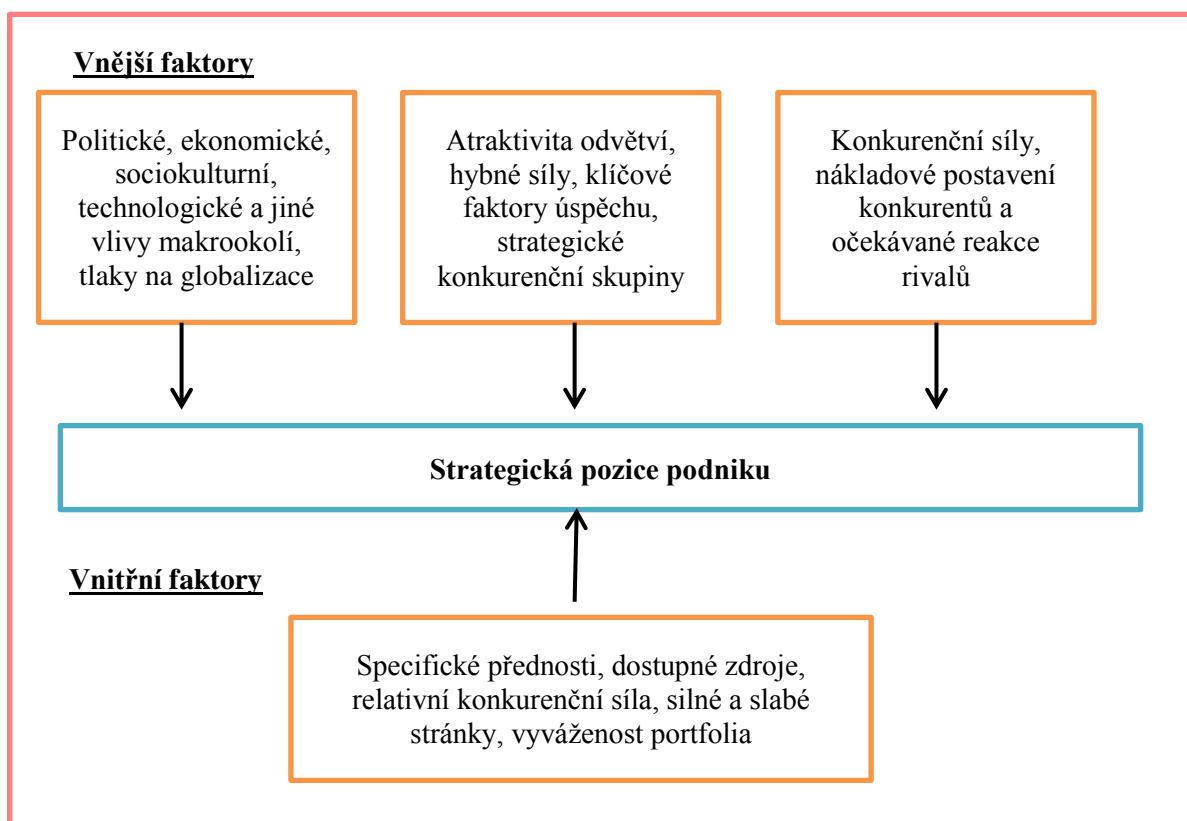 Vnější faktory
Politické, ekonomické,
sociokulturní,
technologické a jiné
vlivy makrookolí,
tlaky na globalizace
Atraktivita odvětví,
hybné síly, klíčové
faktory úspěchu,
strategické
konkurenční skupiny
Konkurenční síly,
nákladové postavení
konkurentů a
očekávané reakce
rivalů
Strategická pozice podniku
Vnitřní faktory
Specifické přednosti, dostupné zdroje,
relativní konkurenční síla, silné a slabé
stránky, vyváženost portfolia